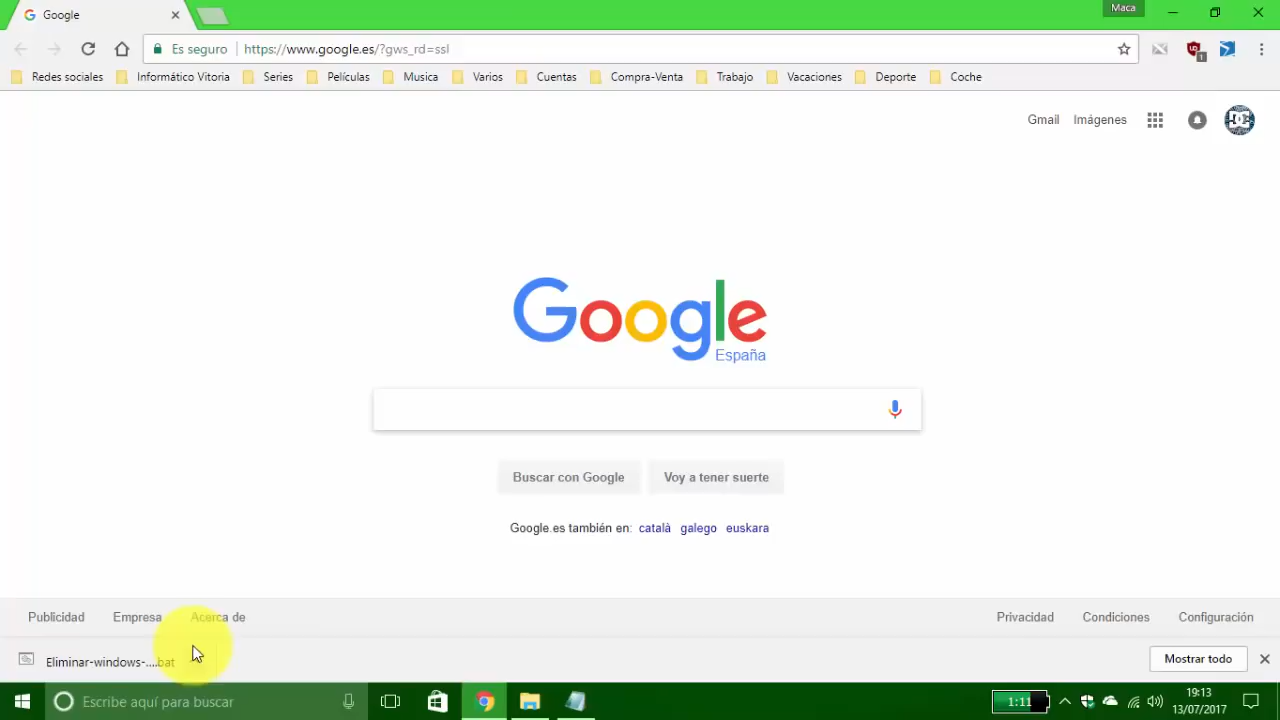 Google
Maca
Es seguro
https://www.google.es/?gws_rd=ssl
Redes sociales
Informático Vitoria
Series
Películas
Musica
Varios
Cuentas
Compra-Venta
Trabajo
Vacaciones
Deporte
Coche
Gmail
Imágenes
Google
España
Buscar con Google
Voy a tener suerte
Google.es también en: català galego euskara
Publicidad
Empresa
Acerca de
Privacidad
Condiciones
Configuración
Eliminar-windows-....bat
Mostrar todo
Escribe aquí para buscar
1:11
19:13
13/07/2017